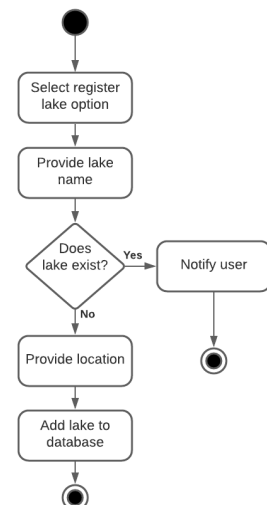 Select register
lake option
Provide lake
name
Does
lake exist?
Yes
Notify user
No
Provide location
Add lake to
database